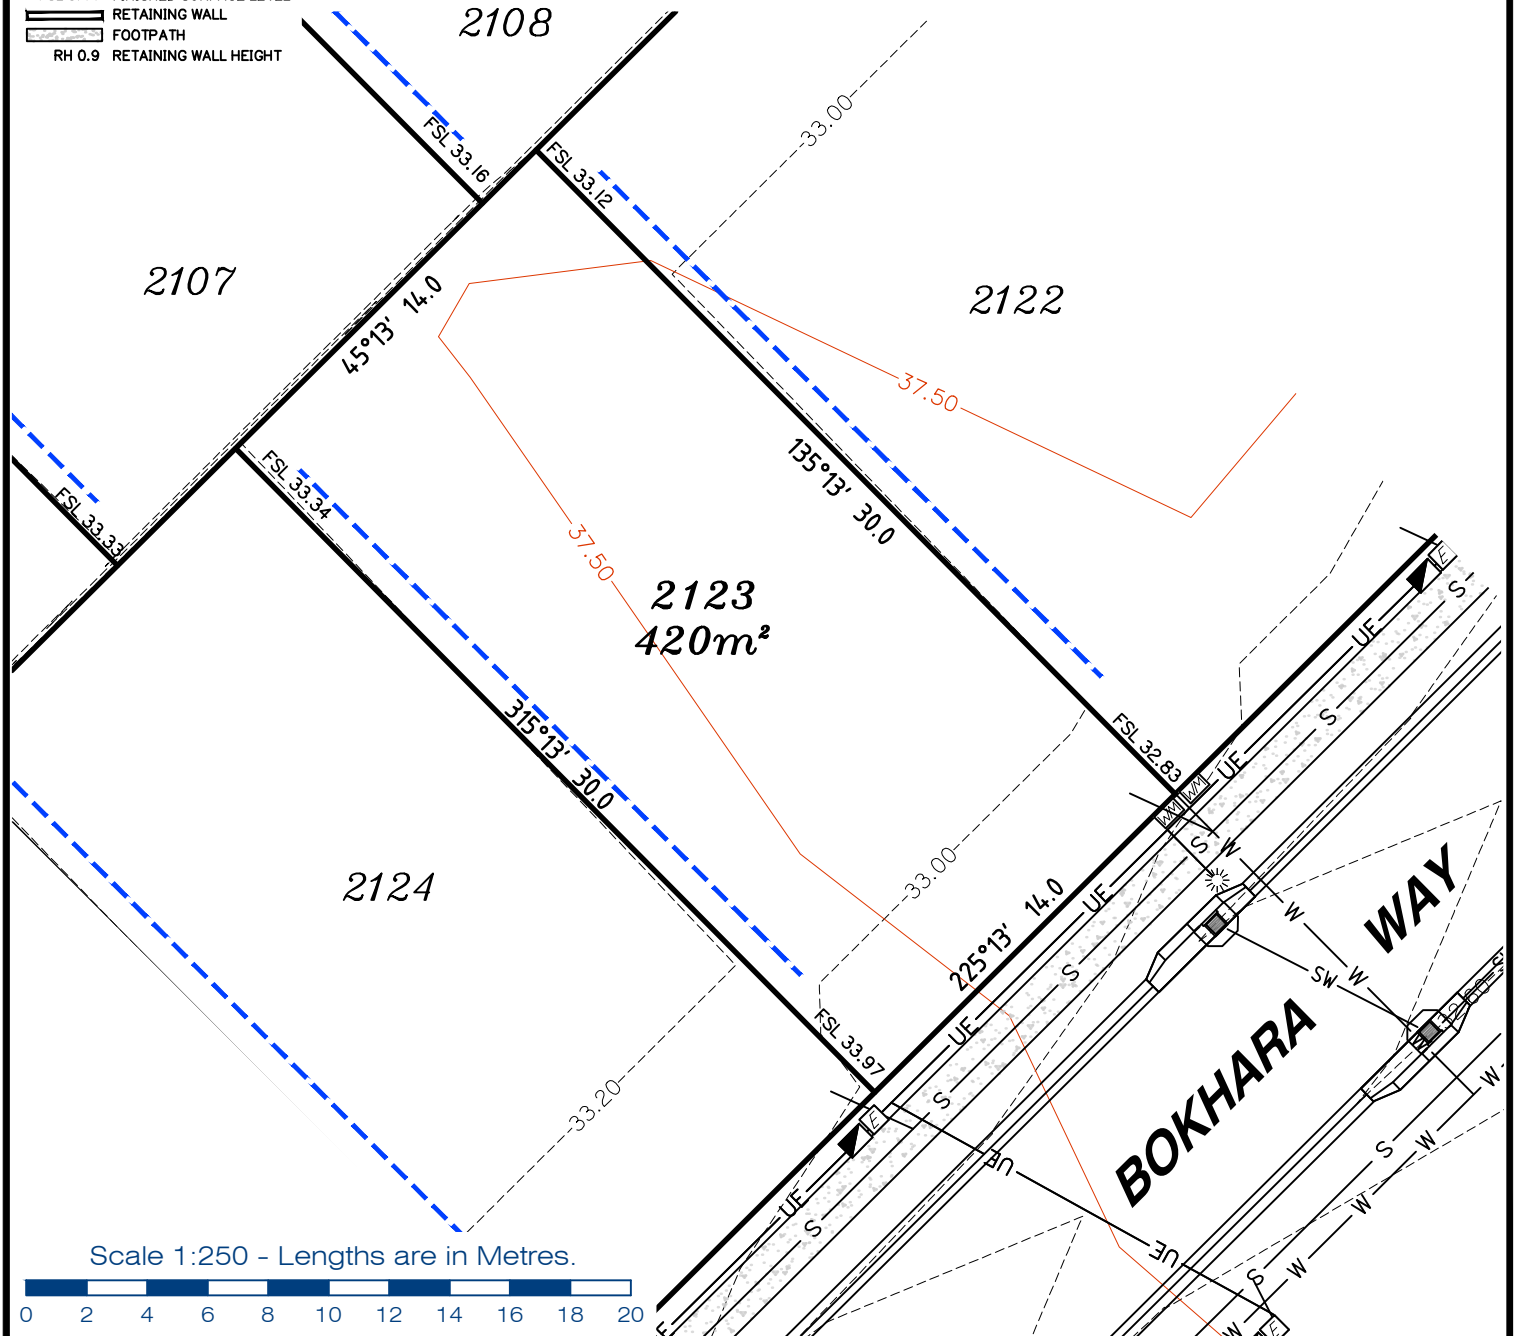 RETAINING WALL
FOOTPATH
RH 0.9 RETAINING WALL HEIGHT
2108
33.00
FSL 33.16
FSL 33.12
2107
45°13' 14.0
2122
37.50
135°13' 30.0
FSL 33.33
FSL 33.34
37.50
2123
420m²
E
S
UE
S
315°13' 30.0
FSL 32.83
UE
WM
WM
S
W
2124
33.00
UE
225°13' 14.0
W
WAY
S
SW
W
UE
FSL 33.97
W
W
BOKHARA
33.20
E
S
UE
W
S
UE
S
W
UE
S
W
Scale 1:250 - Lengths are in Metres.
0 2 4 6 8 10 12 14 16 18 20
W
E